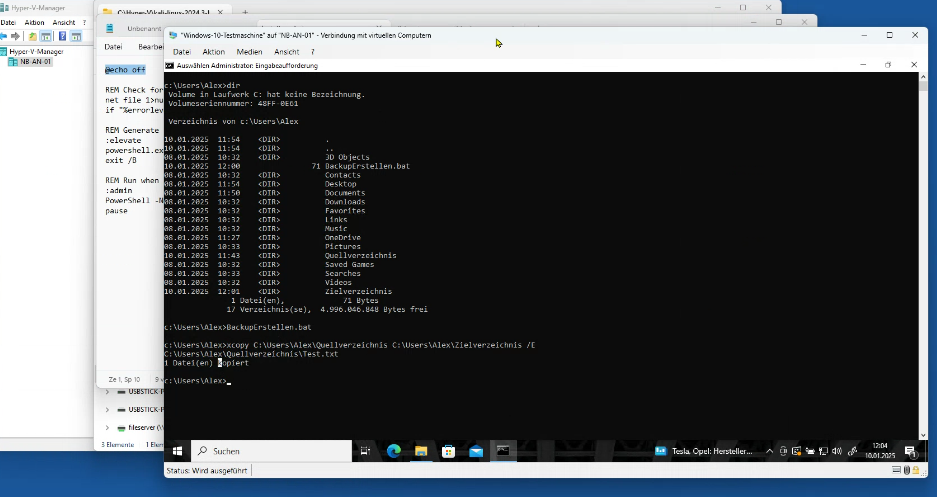 Hyper-V-Manager
Datei Aktion Ansicht ?
Hyper-V-Manager
NB-AN-01
Unbenannt
Datei Bearbe
@echo off
REM Check for
net file 1>nu
if "%errorlev
REM Generate
:elevate
powershell.ex
exit /B
REM Run when
:admin
PowerShell -N
pause
Ze 1, Sp 10
USBSTICK-P
USBSTICK-P
fileserver (\\
3 Elemente 1 Elem
"Windows-10-Testmaschine" auf "NB-AN-01" - Verbindung mit virtuellen Computern
Datei Aktion Medien Ansicht ?
Auswählen Administrator: Eingabeaufforderung
c:\Users\Alex>dir
Volume in Laufwerk C: hat keine Bezeichnung.
Volumeseriennummer: 48FF-0E61
Verzeichnis von c:\Users\Alex
10.01.2025 11:54 <DIR> .
10.01.2025 11:54 <DIR> ..
08.01.2025 10:32 <DIR> 3D Objects
10.01.2025 12:00 71 BackupErstellen.bat
08.01.2025 10:32 <DIR> Contacts
08.01.2025 11:54 <DIR> Desktop
08.01.2025 11:50 <DIR> Documents
08.01.2025 10:32 <DIR> Downloads
08.01.2025 10:32 <DIR> Favorites
08.01.2025 10:32 <DIR> Links
08.01.2025 10:32 <DIR> Music
08.01.2025 11:27 <DIR> OneDrive
08.01.2025 10:33 <DIR> Pictures
10.01.2025 11:43 <DIR> Quellverzeichnis
08.01.2025 10:32 <DIR> Saved Games
08.01.2025 10:33 <DIR> Searches
08.01.2025 10:32 <DIR> Videos
10.01.2025 12:01 <DIR> Zielverzeichnis
1 Datei(en), 71 Bytes
17 Verzeichnis(se), 4.996.046.848 Bytes frei
c:\Users\Alex>BackupErstellen.bat
c:\Users\Alex>xcopy C:\Users\Alex\Quellverzeichnis C:\Users\Alex\Zielverzeichnis /E
C:\Users\Alex\Quellverzeichnis\Test.txt
1 Datei(en) kopiert
c:\Users\Alex>
Suchen
Tesla, Opel: Hersteller...
12:04
10.01.2025
Status: Wird ausgeführt